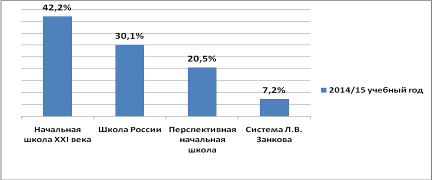 42,2%
30,1%
20,5%
7,2%
2014/15 учебный год
Начальная
школа XXI века
Школа России
Перспективная
начальная
школа
Система Л.В.
Занкова